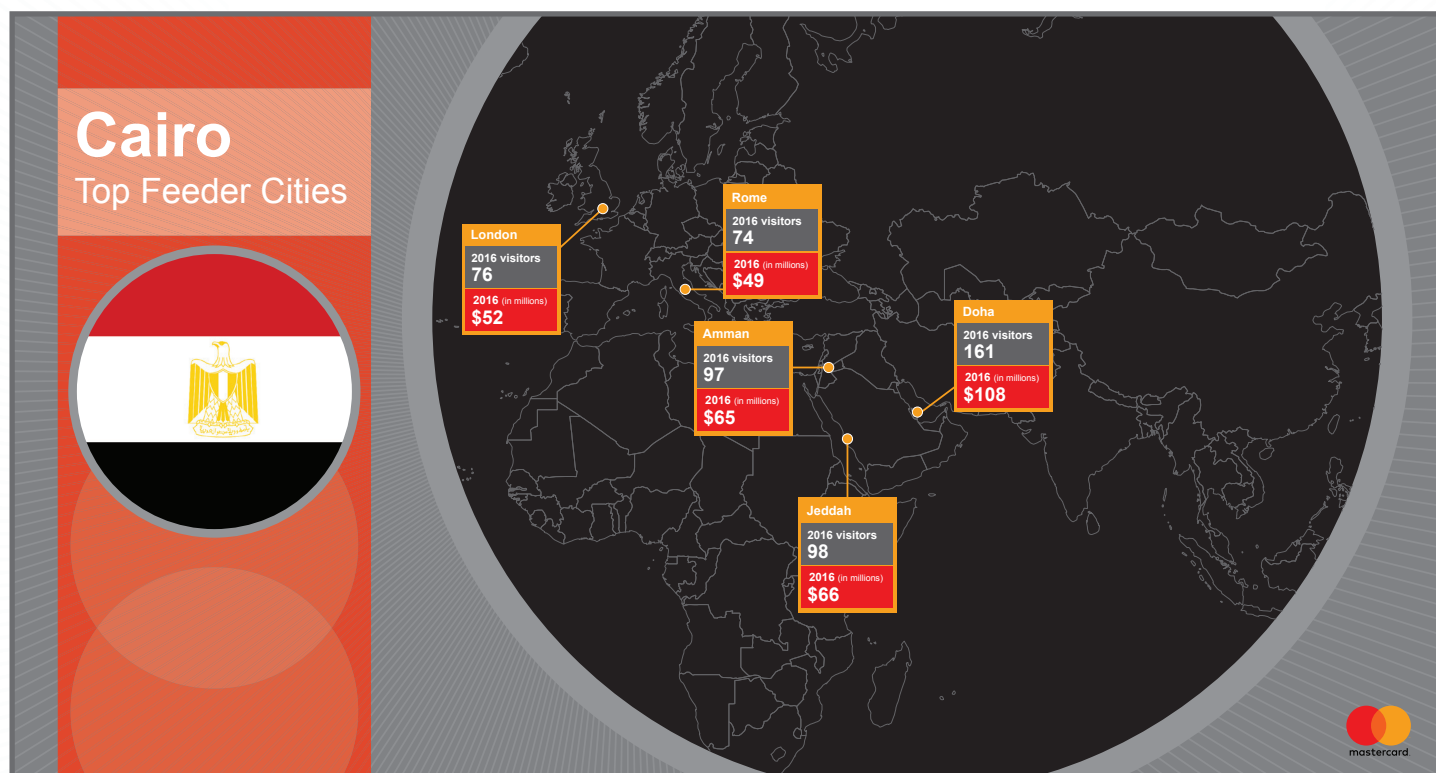 Cairo
Top Feeder Cities
London
2016 visitors
76
2016 (in millions)
$52
Rome
2016 visitors
74
2016 (in millions)
$49
Amman
2016 visitors
97
2016 (in millions)
$65
Doha
2016 visitors
161
2016 (in millions)
$108
Jeddah
2016 visitors
98
2016 (in millions)
$66
mastercard